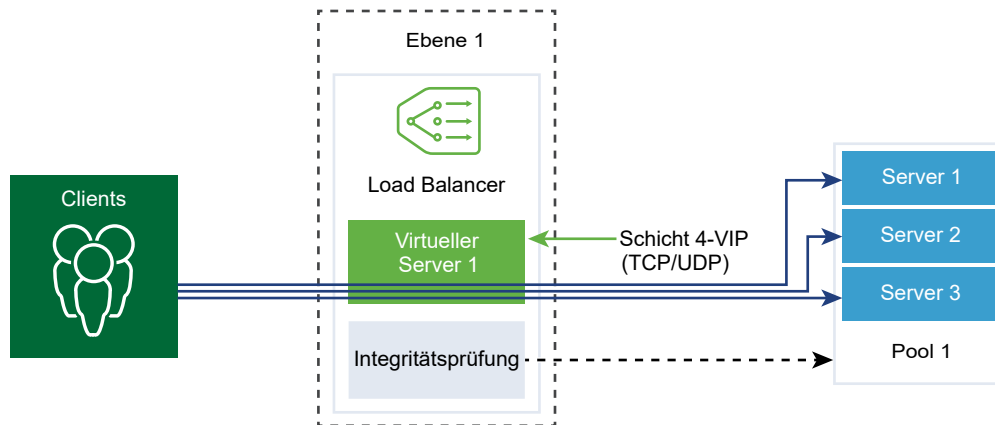 Ebene 1
Load Balancer
Clients
Virtueller
Server 1
Schicht 4-VIP
(TCP/UDP)
Integritätsprüfung
Server 1
Server 2
Server 3
Pool 1